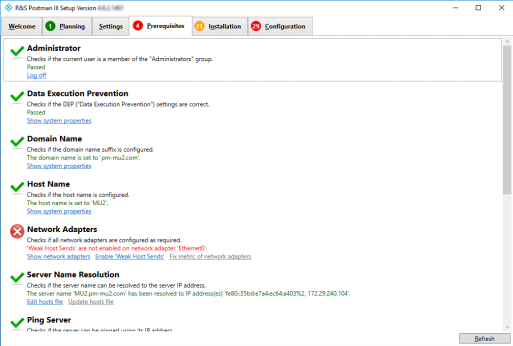 R&S Postman III Setup Version
Welcome
1 Planning
Settings
4 Prerequisites
21 Installation
29 Configuration
Administrator
Checks if the current user is a member of the "Administrators" group.
Passed
Log off
Data Execution Prevention
Checks if the DEP ("Data Execution Prevention") settings are correct.
Passed
Show system properties
Domain Name
Checks if the domain name suffix is configured.
The domain name is set to 'pm-mu2.com'.
Show system properties
Host Name
Checks if the host name is configured.
The host name is set to 'MU2'.
Show system properties
Network Adapters
Checks if all network adapters are configured as required.
'Weak Host Sends' are not enabled on network adapter 'Ethernet0'.
Show network adapters Enable 'Weak Host Sends' Fix metric of network adapters
Server Name Resolution
Checks if the server name can be resolved to the server IP address.
The server name 'MU2.pm-mu2.com' has been resolved to IP address(es) 'fe80::35bd:e7a4:ec64:a403%2, 172.29.240.104'.
Edit hosts file Update hosts file
Ping Server
Checks if the server can be pinged using its IP address.
Refresh